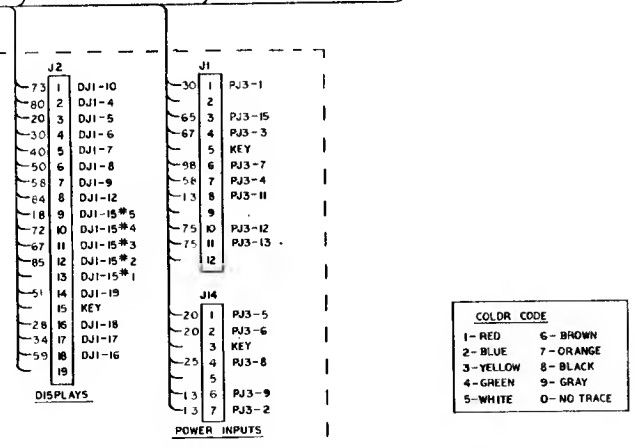 J2
73 1 DJ1-10
80 2 DJ1-4
20 3 DJ1-5
30 4 DJ1-6
40 5 DJ1-7
50 6 DJ1-8
58 7 DJ1-9
84 8 DJ1-12
18 9 DJ1-15#5
72 10 DJ1-15#4
67 11 DJ1-15#3
85 12 DJ1-15#2
13 DJ1-15#1
51 14 DJ1-19
15 KEY
28 16 DJ1-18
34 17 DJ1-17
59 18 DJ1-16
19
DISPLAYS
J1
30 1 PJ3-1
2
65 3 PJ3-15
67 4 PJ3-3
5 KEY
98 6 PJ3-7
58 7 PJ3-4
13 8 PJ3-11
9
75 10 PJ3-12
75 11 PJ3-13
12
J14
20 1 PJ3-5
20 2 PJ3-6
3 KEY
25 4 PJ3-8
5
13 6 PJ3-9
13 7 PJ3-2
POWER INPUTS
COLOR CODE
1- RED 6- BROWN
2- BLUE 7- ORANGE
3- YELLOW 8- BLACK
4- GREEN 9- GRAY
5- WHITE 0- NO TRACE